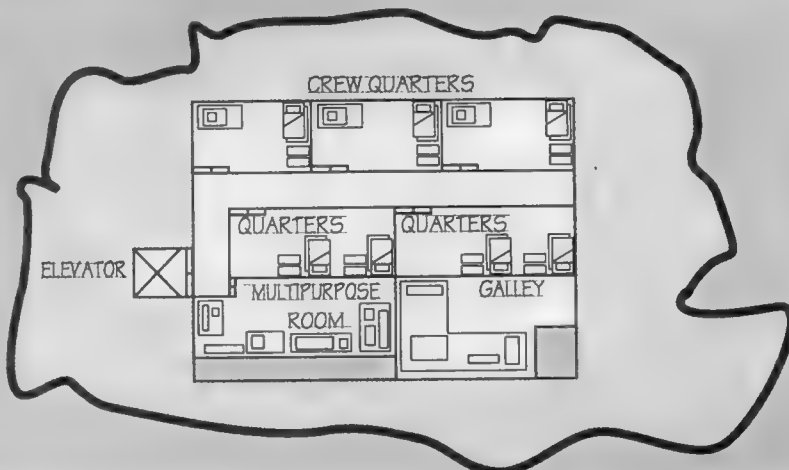 CREW QUARTERS
QUARTERS
QUARTERS
ELEVATOR
MULTIPURPOSE
ROOM
GALLEY